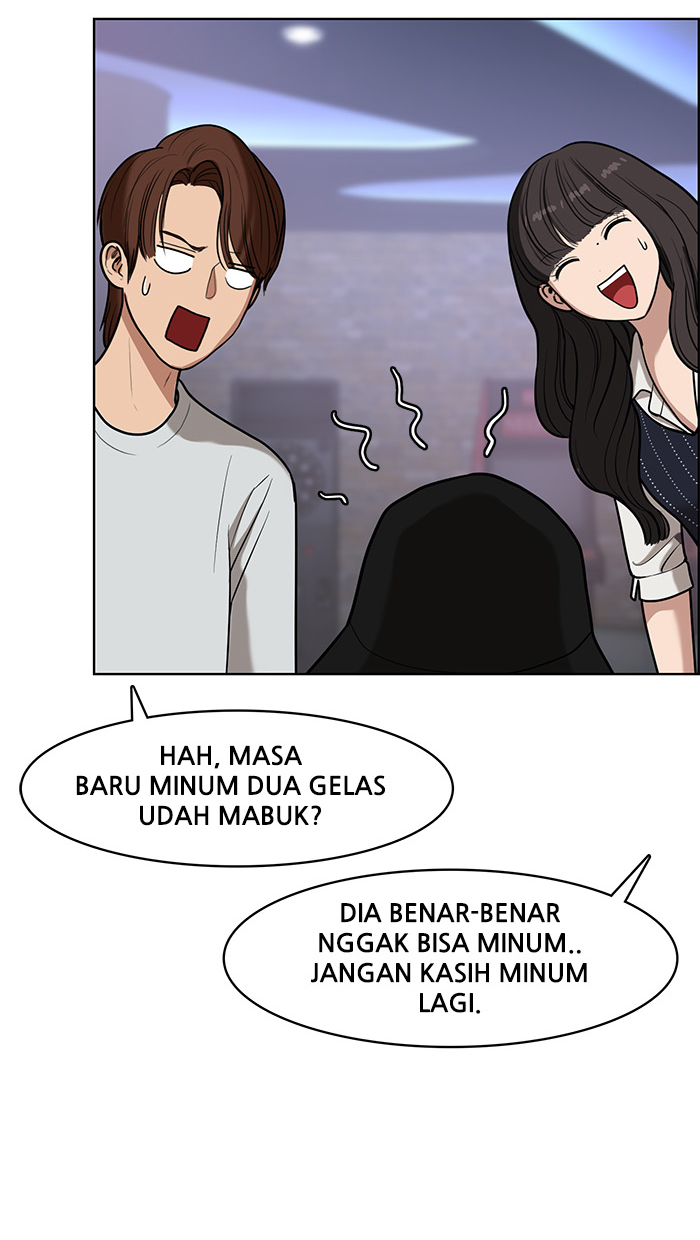 HAH, MASA
BARU MINUM DUA GELAS
UDAH MABUK?
DIA BENAR-BENAR
NGGAK BISA MINUM..
JANGAN KASIH MINUM
LAGI.